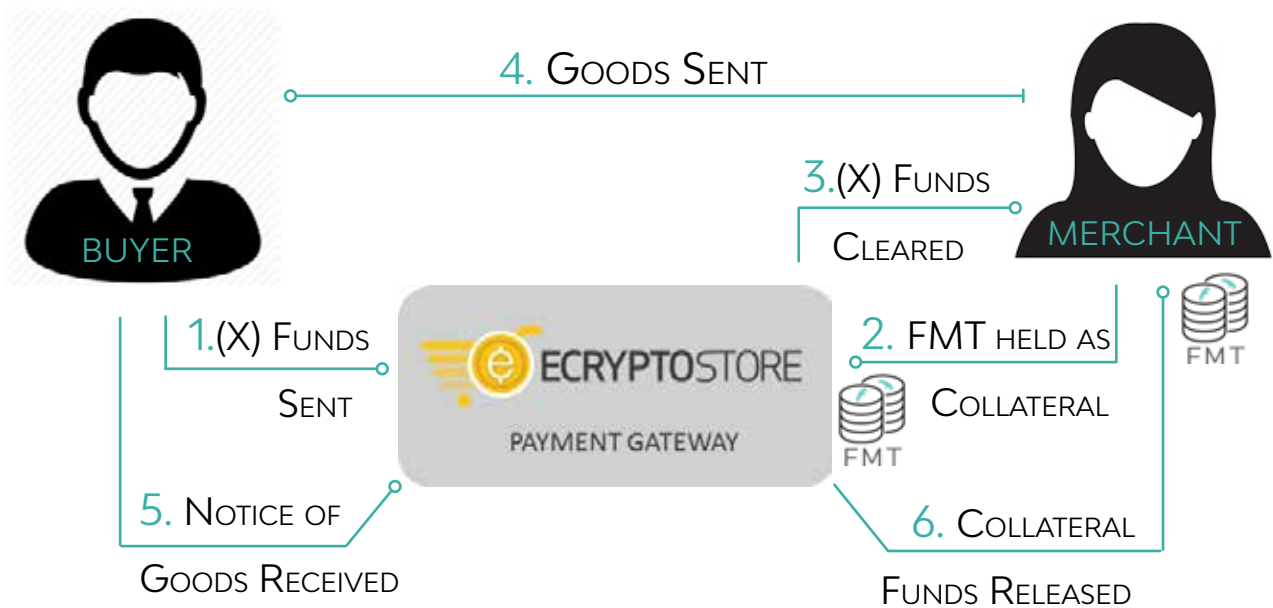 4. Goods Sent
3.(X) Funds
Cleared
BUYER
MERCHANT
1.(X) Funds
Sent
ECRYPTOSTORE
PAYMENT GATEWAY
2. FMT held as
Collateral
FMT
FMT
5. Notice of
Goods Received
6. Collateral
Funds Released